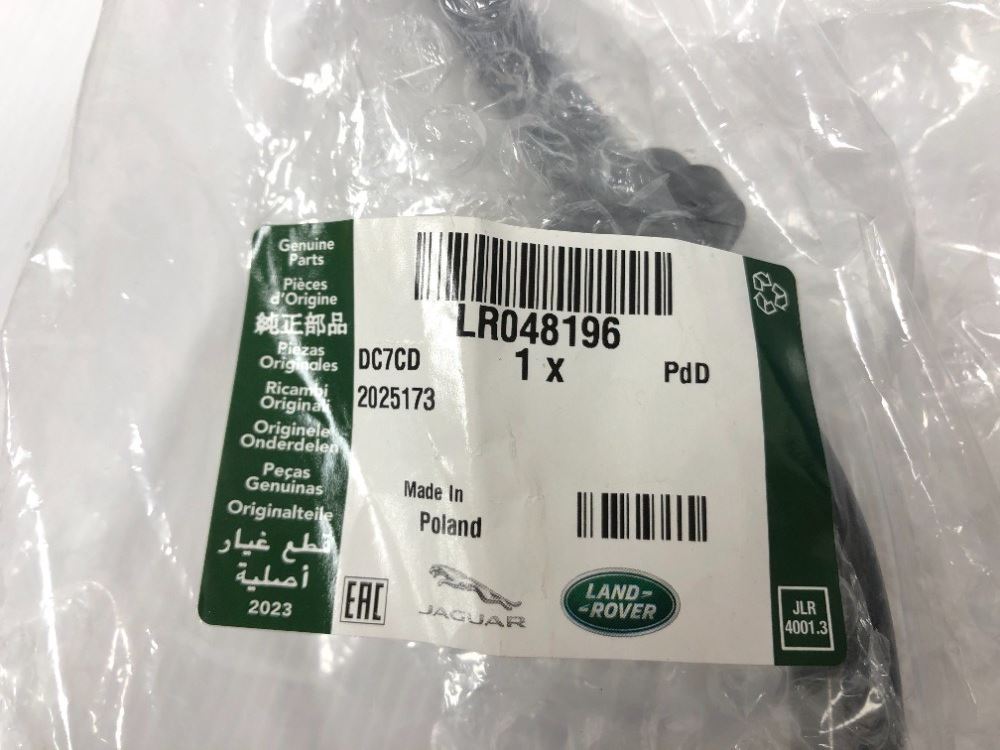 Genuine
Parts
Pièces
d'Origine
純正部品
Piezas
Originales
Ricambi
Originali
Originele
Onderdelen
Peças
Genuinas
Originalteile
قطع غيار
أصلية
2023
LR048196
DC7CD
1 x
PdD
2025173
Made In
Poland
EAC
JAGUAR
LAND-
-ROVER
JLR
4001.3